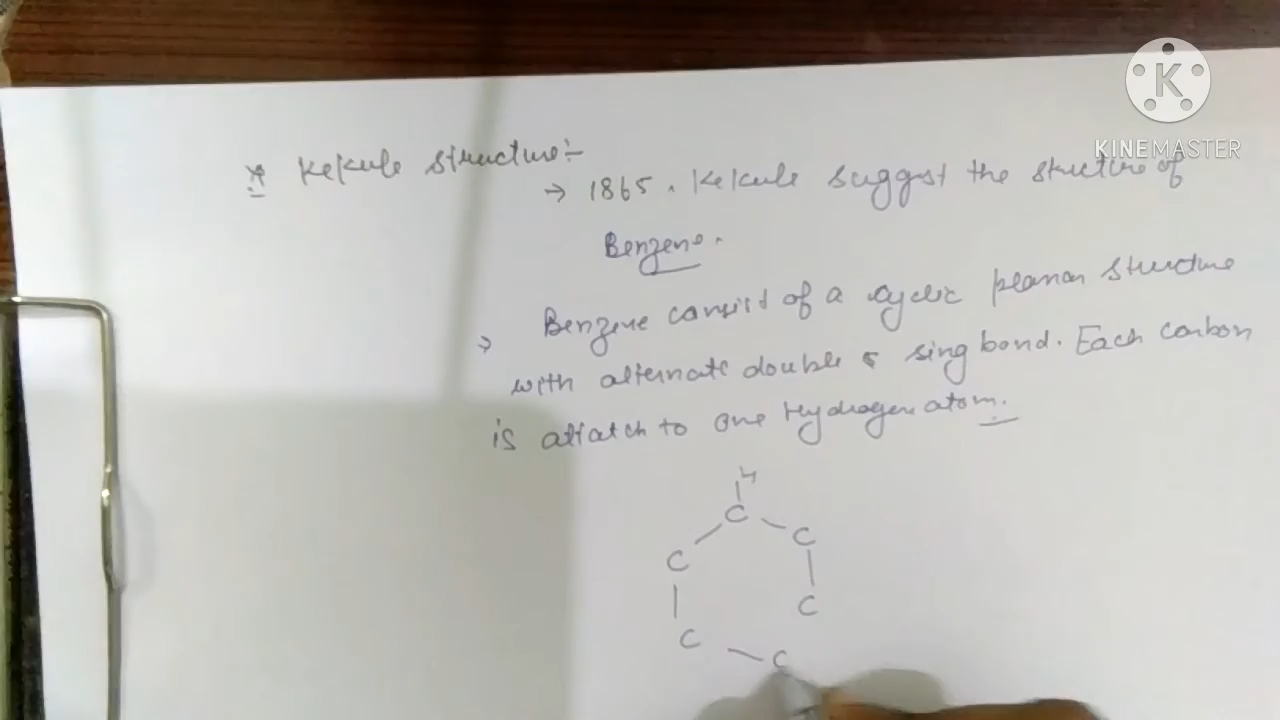 * Kekule structure:-
→ 1865. Kekule suggest the structure of
Benzene.
→ Benzene consist of a cyclic planar structure
with alternate double & sing bond. Each carbon
is attatch to one Hydrogen atom.
H
C
C
C
C
C
C
K
KINEMASTER